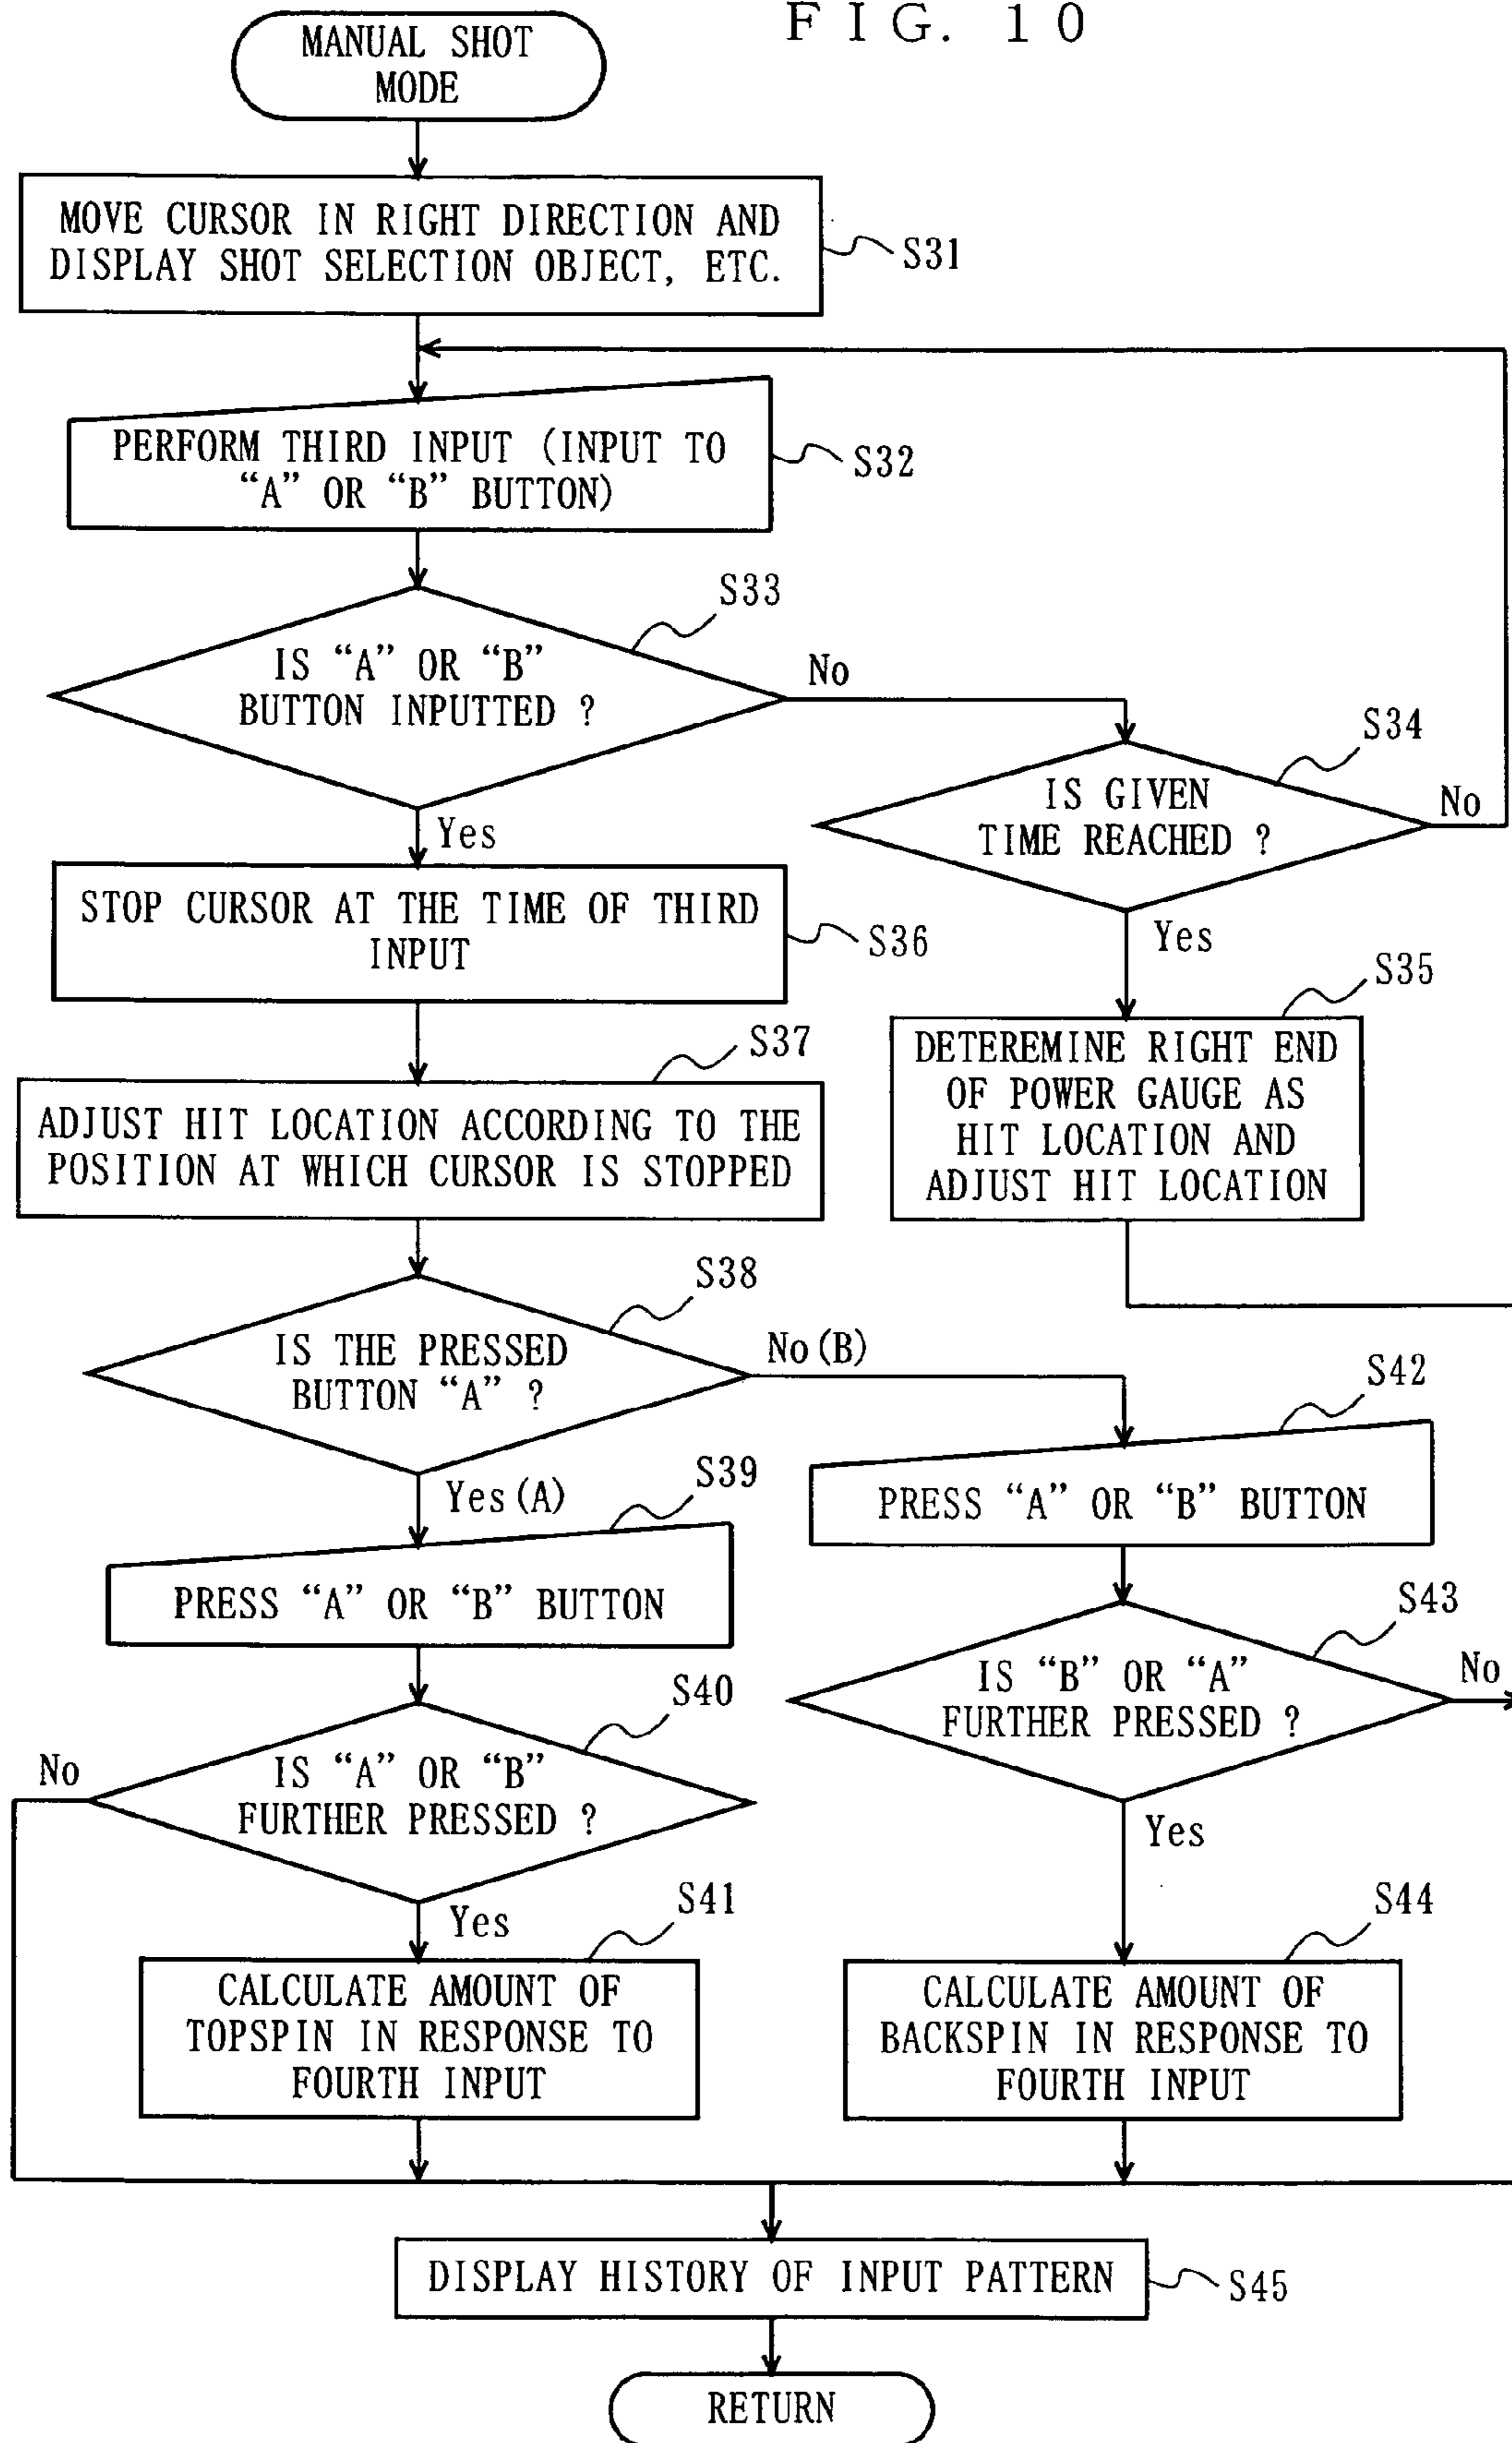 FIG. 10
MANUAL SHOT
MODE
MOVE CURSOR IN RIGHT DIRECTION AND
DISPLAY SHOT SELECTION OBJECT, ETC.
S31
PERFORM THIRD INPUT (INPUT TO
“A” OR “B” BUTTON)
S32
S33
IS “A” OR “B”
BUTTON INPUTTED ?
No
Yes
S34
IS GIVEN
TIME REACHED ?
No
Yes
STOP CURSOR AT THE TIME OF THIRD
INPUT
S36
S35
DETEREMINE RIGHT END
OF POWER GAUGE AS
HIT LOCATION AND
ADJUST HIT LOCATION
S37
ADJUST HIT LOCATION ACCORDING TO THE
POSITION AT WHICH CURSOR IS STOPPED
S38
IS THE PRESSED
BUTTON “A” ?
No(B)
Yes(A)
S39
PRESS “A” OR “B” BUTTON
S42
PRESS “A” OR “B” BUTTON
S40
IS “A” OR “B”
FURTHER PRESSED ?
No
Yes
S43
IS “B” OR “A”
FURTHER PRESSED ?
No
Yes
S41
CALCULATE AMOUNT OF
TOPSPIN IN RESPONSE TO
FOURTH INPUT
S44
CALCULATE AMOUNT OF
BACKSPIN IN RESPONSE TO
FOURTH INPUT
DISPLAY HISTORY OF INPUT PATTERN
S45
RETURN